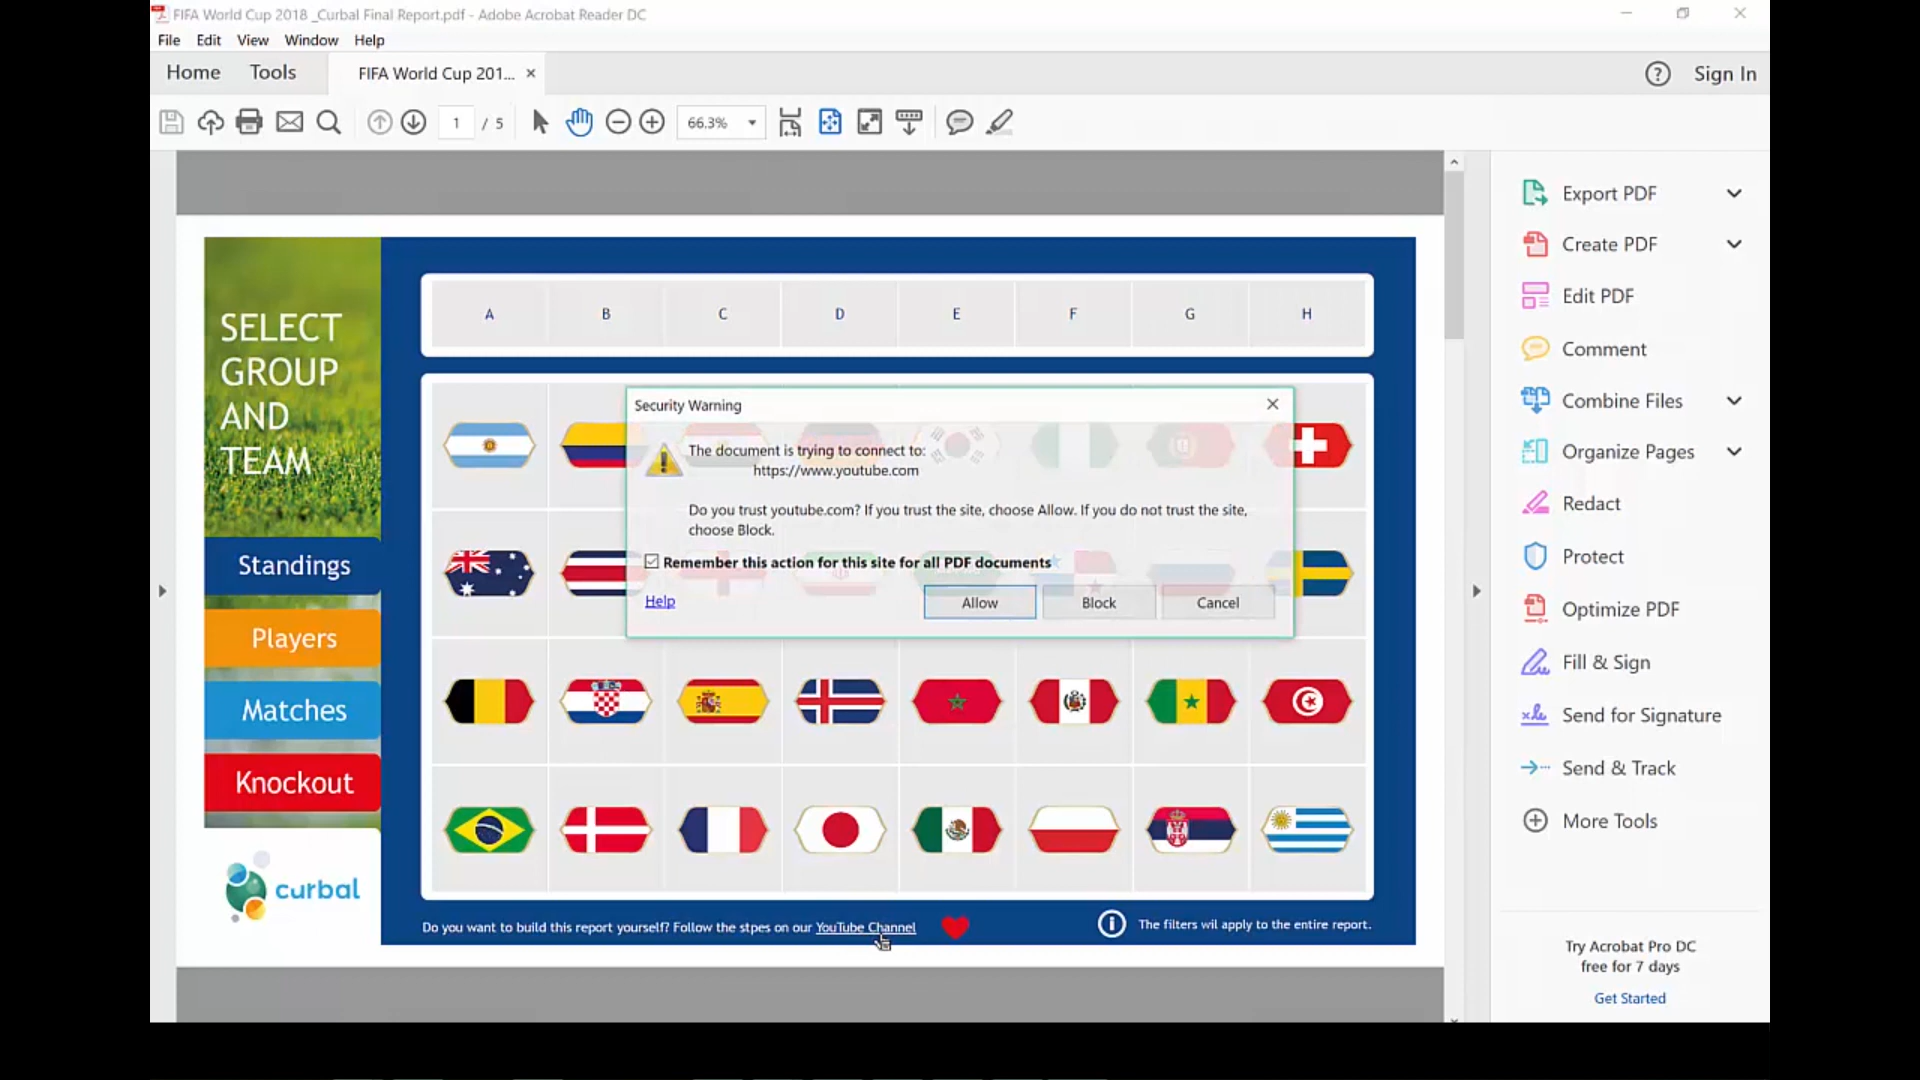 FIFA World Cup 2018 _Curbal Final Report.pdf - Adobe Acrobat Reader DC
File Edit View Window Help
Home Tools FIFA World Cup 201... × Sign In
1 / 5 66.3%
SELECT
GROUP
AND
TEAM
A B C D E F G H
Security Warning
The document is trying to connect to:
https://www.youtube.com
Do you trust youtube.com? If you trust the site, choose Allow. If you do not trust the site,
choose Block.
Remember this action for this site for all PDF documents
Help Allow Block Cancel
Standings
Players
Matches
Knockout
curbal
Do you want to build this report yourself? Follow the stpes on our YouTube Channel
The filters wil apply to the entire report.
Export PDF
Create PDF
Edit PDF
Comment
Combine Files
Organize Pages
Redact
Protect
Optimize PDF
Fill & Sign
Send for Signature
Send & Track
More Tools
Try Acrobat Pro DC
free for 7 days
Get Started